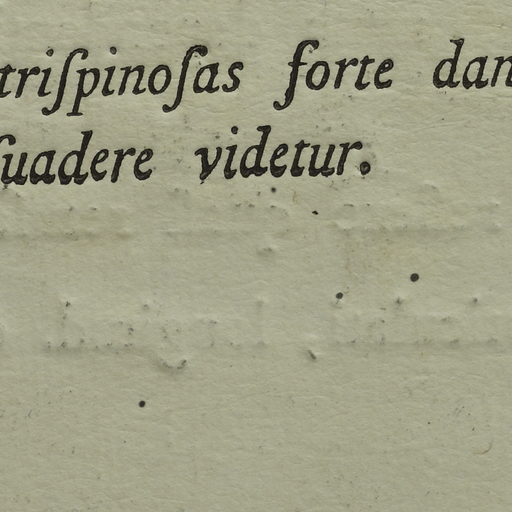 triſpinoſas forte dan
ſuadere videtur.